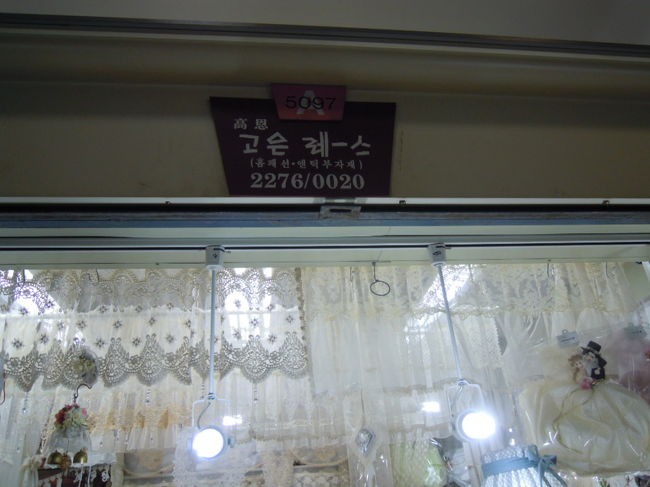 A
5097
高恩
고은 레-스
(홈패션·앤틱부자재)
2276/0020